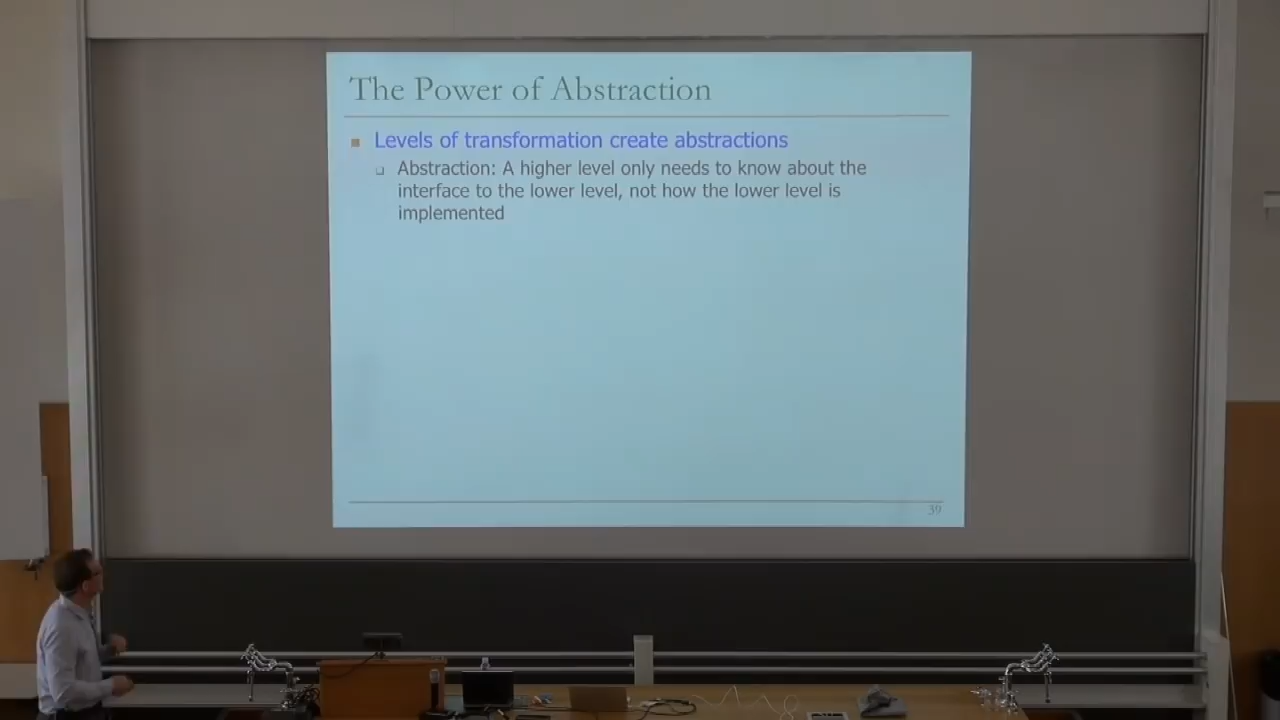 The Power of Abstraction
Levels of transformation create abstractions
Abstraction: A higher level only needs to know about the
interface to the lower level, not how the lower level is
implemented
39